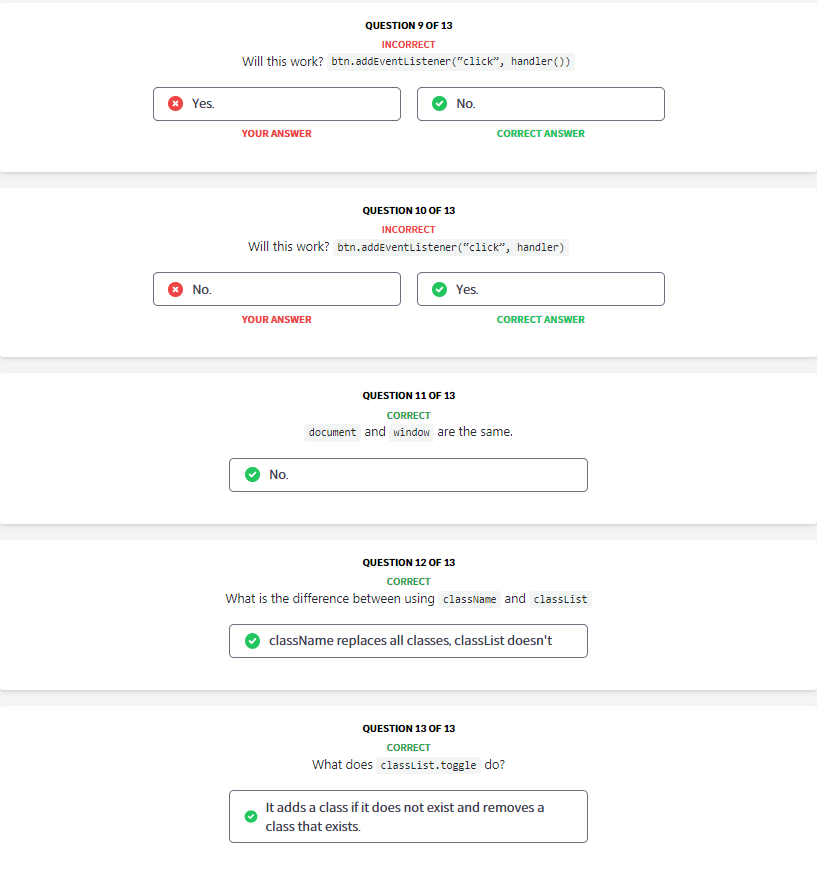 QUESTION 9 OF 13
INCORRECT
Will this work? btn.addEventListener(“click”, handler())
Yes.
No.
YOUR ANSWER
CORRECT ANSWER
QUESTION 10 OF 13
INCORRECT
Will this work? btn.addEventListener(“click”, handler)
No.
Yes.
YOUR ANSWER
CORRECT ANSWER
QUESTION 11 OF 13
CORRECT
document and window are the same.
No.
QUESTION 12 OF 13
CORRECT
What is the difference between using className and classList
className replaces all classes, classList doesn't
QUESTION 13 OF 13
CORRECT
What does classList.toggle do?
It adds a class if it does not exist and removes a
class that exists.